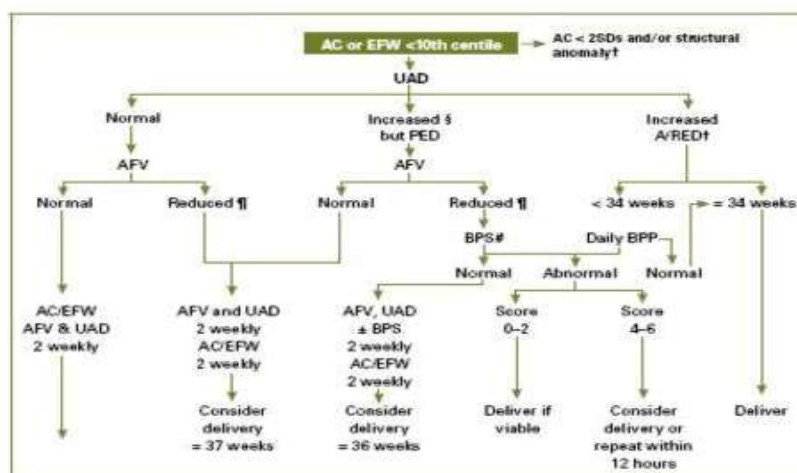 AC or EFW <10th centile
AC < 2SDs and/or structural
anomaly†
UAD
Normal
Increased §
but PED
Increased
A/RED†
AFV
AFV
Normal
Reduced ¶
Normal
Reduced ¶
< 34 weeks
= 34 weeks
BPS#
Daily BPP
Normal
Abnormal
Normal
AC/EFW
AFV & UAD
2 weekly
AFV and UAD
2 weekly
AC/EFW
2 weekly
AFV, UAD
± BPS
2 weekly
AC/EFW
2 weekly
Score
0–2
Score
4–6
Consider
delivery
= 37 weeks
Consider
delivery
= 36 weeks
Deliver if
viable
Consider
delivery or
repeat within
12 hours
Deliver